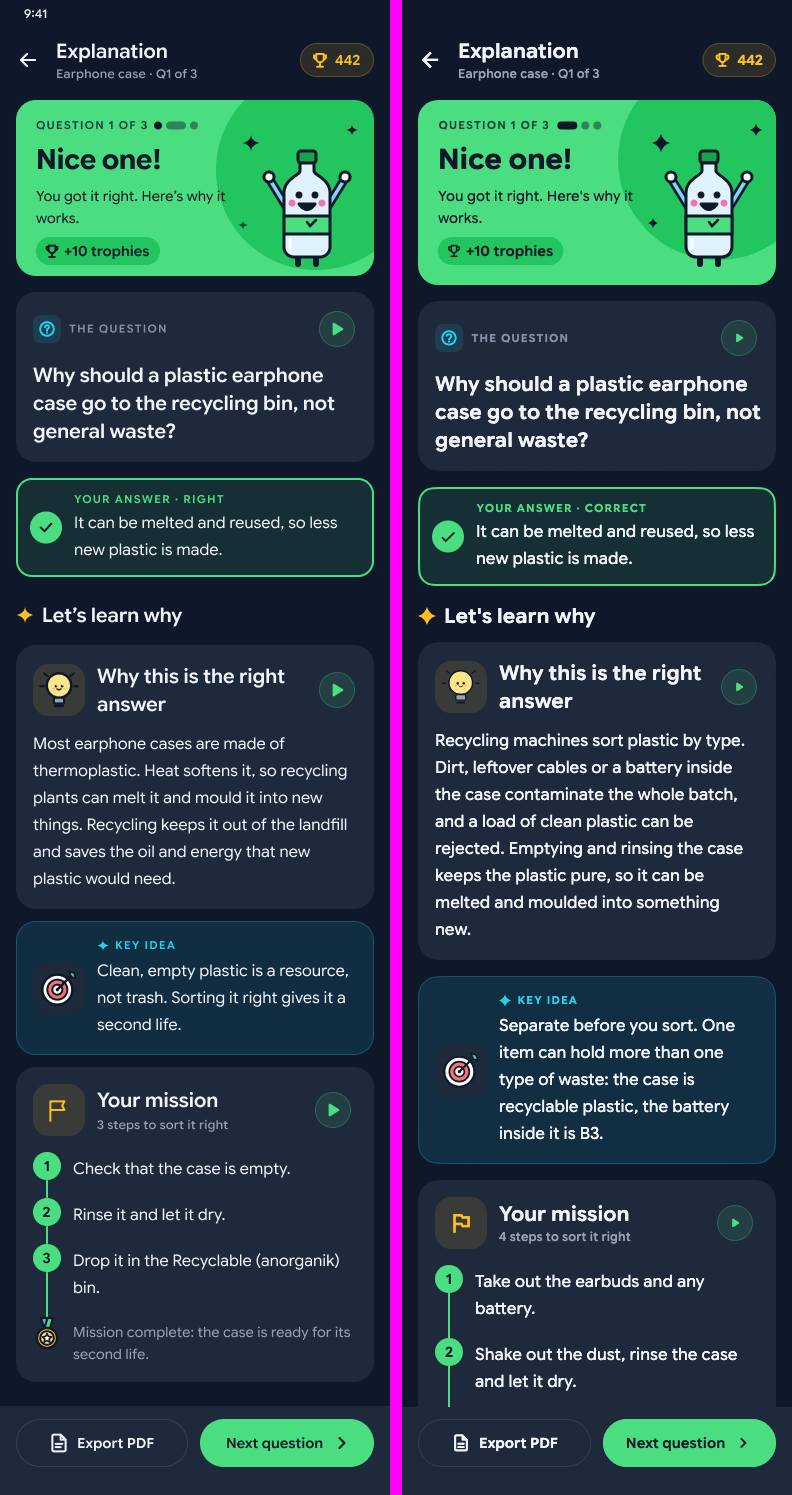 9:41
Explanation
Earphone case · Q1 of 3
442
QUESTION 1 OF 3
Nice one!
You got it right. Here’s why it
works.
+10 trophies
THE QUESTION
Why should a plastic earphone
case go to the recycling bin, not
general waste?
YOUR ANSWER · RIGHT
It can be melted and reused, so less
new plastic is made.
Let’s learn why
Why this is the right
answer
Most earphone cases are made of
thermoplastic. Heat softens it, so recycling
plants can melt it and mould it into new
things. Recycling keeps it out of the landfill
and saves the oil and energy that new
plastic would need.
KEY IDEA
Clean, empty plastic is a resource,
not trash. Sorting it right gives it a
second life.
Your mission
3 steps to sort it right
1 Check that the case is empty.
2 Rinse it and let it dry.
3 Drop it in the Recyclable (anorganik)
bin.
Mission complete: the case is ready for its
second life.
Export PDF
Next question
Explanation
Earphone case · Q1 of 3
442
QUESTION 1 OF 3
Nice one!
You got it right. Here's why it
works.
+10 trophies
THE QUESTION
Why should a plastic earphone
case go to the recycling bin, not
general waste?
YOUR ANSWER · CORRECT
It can be melted and reused, so less
new plastic is made.
Let's learn why
Why this is the right
answer
Recycling machines sort plastic by type.
Dirt, leftover cables or a battery inside
the case contaminate the whole batch,
and a load of clean plastic can be
rejected. Emptying and rinsing the case
keeps the plastic pure, so it can be
melted and moulded into something
new.
KEY IDEA
Separate before you sort. One
item can hold more than one
type of waste: the case is
recyclable plastic, the battery
inside it is B3.
Your mission
4 steps to sort it right
1 Take out the earbuds and any
battery.
2 Shake out the dust, rinse the case
and let it dry.
Export PDF
Next question